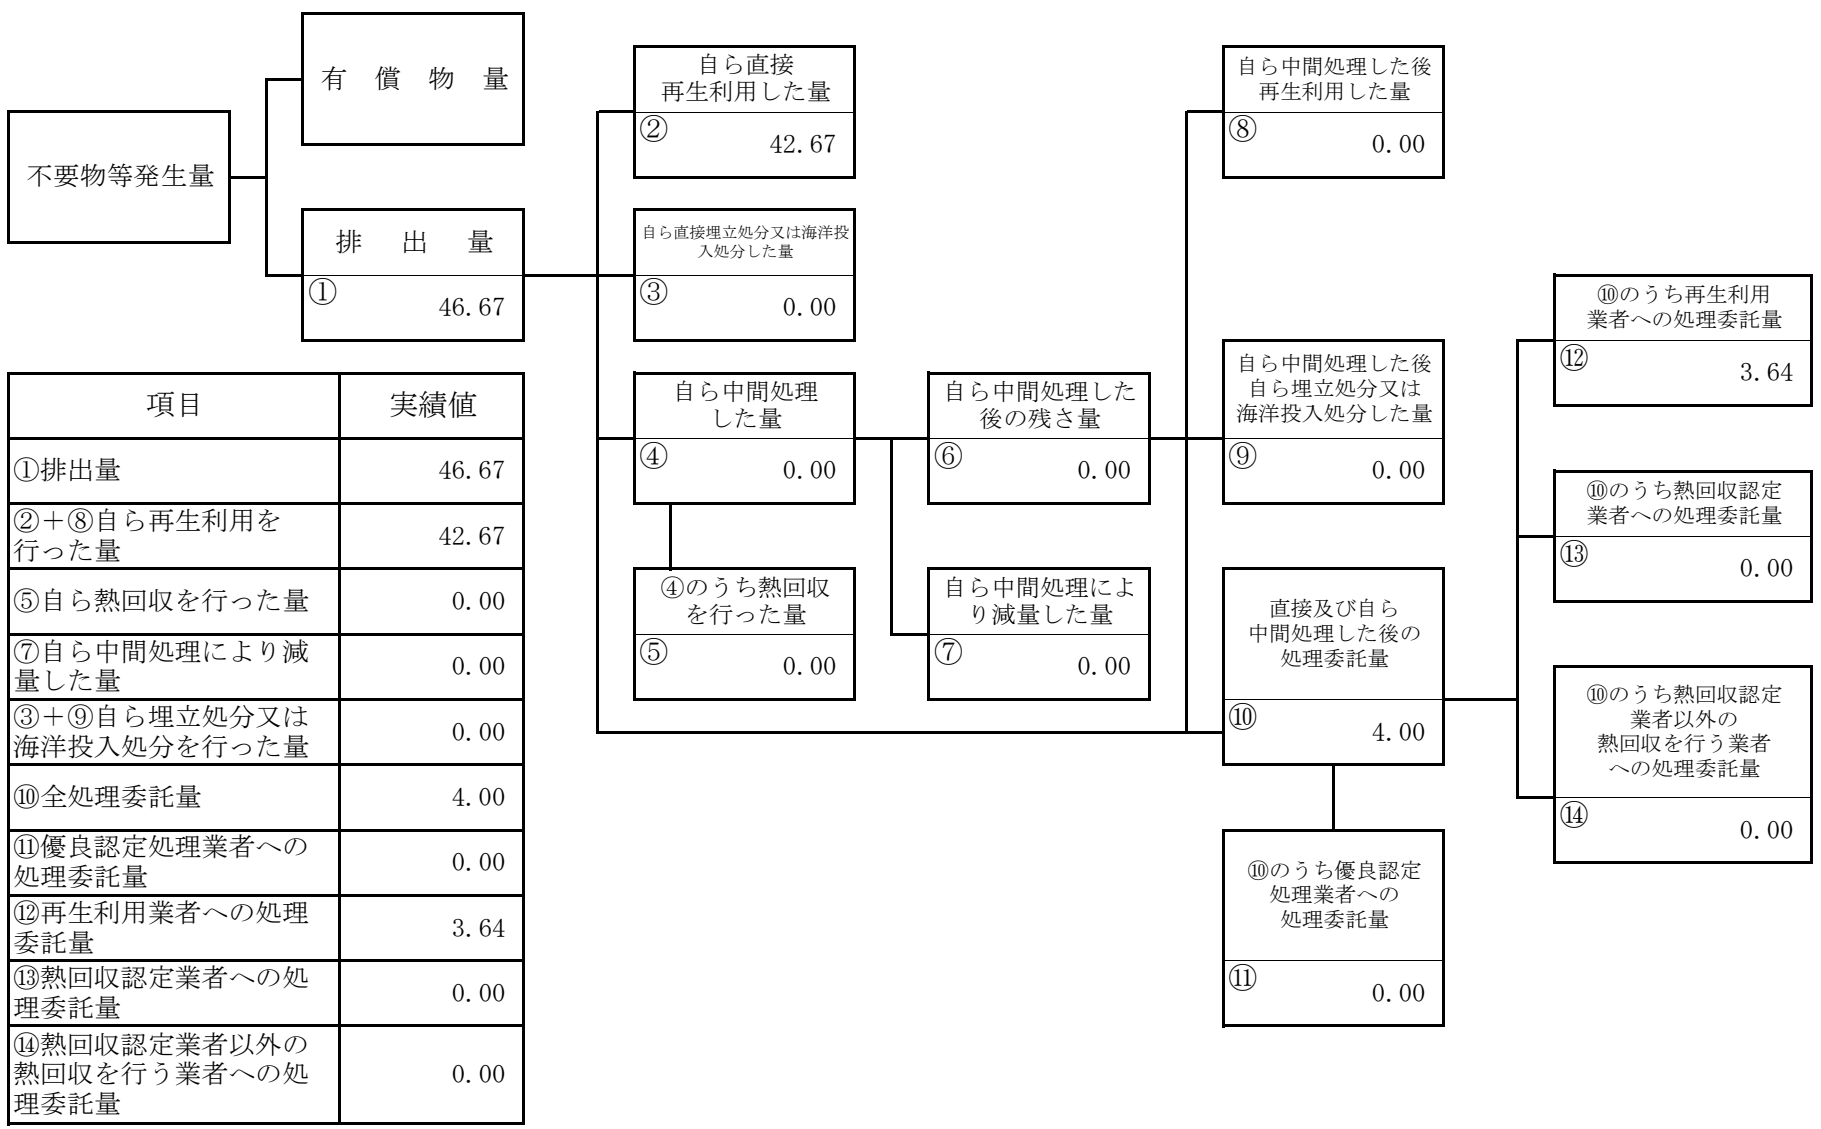 有　償　物　量
不要物等発生量
排　出　量
①
46.67
自ら直接
再生利用した量
②
42.67
自ら直接埋立処分又は海洋投
入処分した量
③
0.00
自ら中間処理
した量
④
0.00
④のうち熱回収
を行った量
⑤
0.00
自ら中間処理した
後の残さ量
⑥
0.00
自ら中間処理によ
り減量した量
⑦
0.00
自ら中間処理した後
再生利用した量
⑧
0.00
自ら中間処理した後
自ら埋立処分又は
海洋投入処分した量
⑨
0.00
直接及び自ら
中間処理した後の
処理委託量
⑩
4.00
⑩のうち優良認定
処理業者への
処理委託量
⑪
0.00
⑩のうち再生利用
業者への処理委託量
⑫
3.64
⑩のうち熱回収認定
業者への処理委託量
⑬
0.00
⑩のうち熱回収認定
業者以外の
熱回収を行う業者
への処理委託量
⑭
0.00
項目 実績値
①排出量 46.67
②＋⑧自ら再生利用を
行った量 42.67
⑤自ら熱回収を行った量 0.00
⑦自ら中間処理により減
量した量 0.00
③＋⑨自ら埋立処分又は
海洋投入処分を行った量 0.00
⑩全処理委託量 4.00
⑪優良認定処理業者への
処理委託量 0.00
⑫再生利用業者への処理
委託量 3.64
⑬熱回収認定業者への処
理委託量 0.00
⑭熱回収認定業者以外の
熱回収を行う業者への処
理委託量 0.00